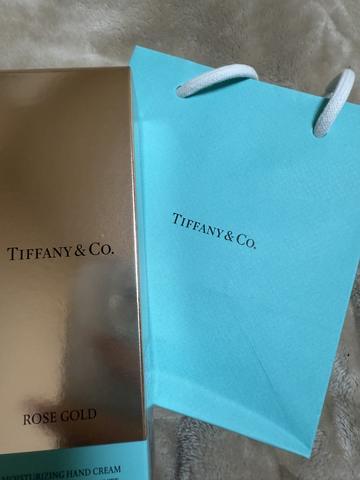 TIFFANY & CO.
ROSE GOLD
MOISTURIZING HAND CREAM
TIFFANY & CO.